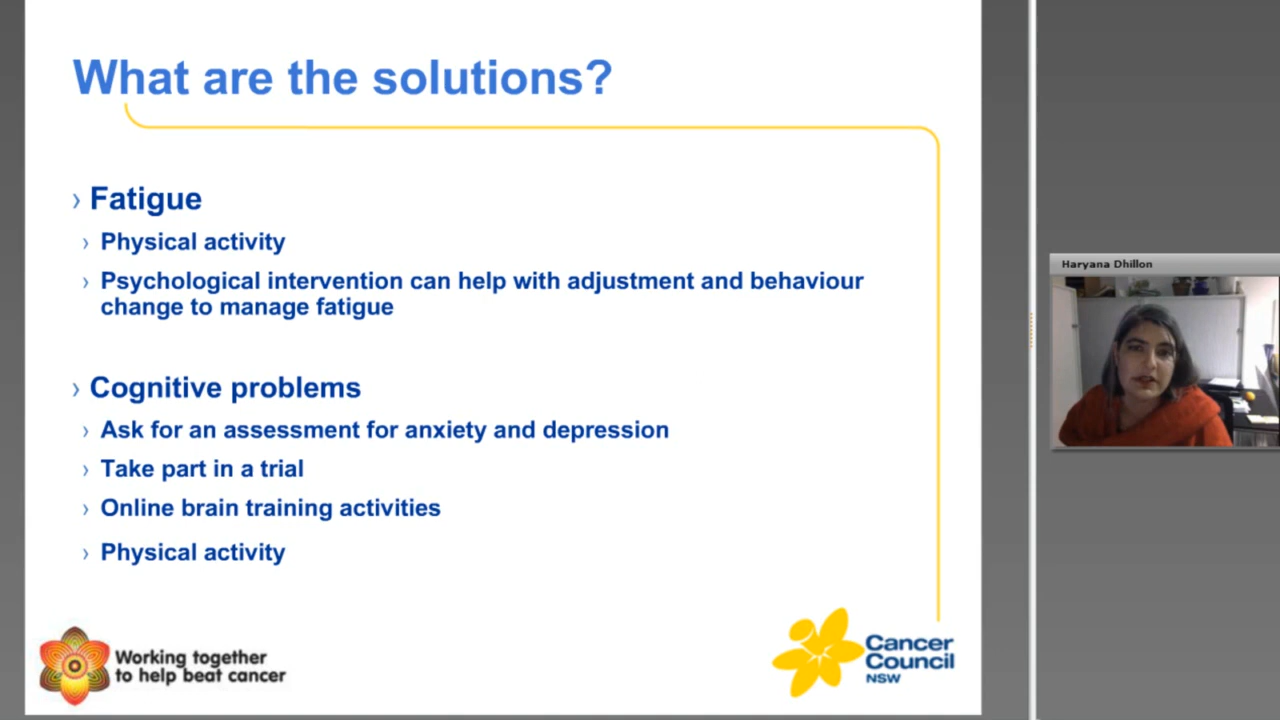 What are the solutions?
› Fatigue
› Physical activity
› Psychological intervention can help with adjustment and behaviour
change to manage fatigue
› Cognitive problems
› Ask for an assessment for anxiety and depression
› Take part in a trial
› Online brain training activities
› Physical activity
Working together
to help beat cancer
Cancer
Council
NSW
Haryana Dhillon